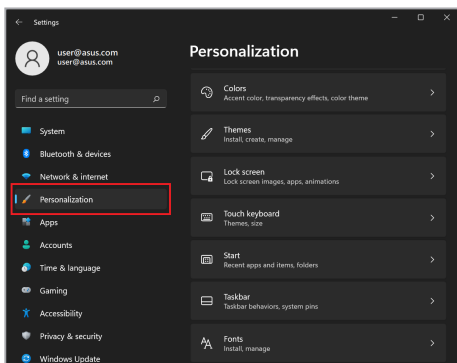 Settings
user@asus.com
user@asus.com
Find a setting
System
Bluetooth & devices
Network & internet
Personalization
Apps
Accounts
Time & language
Gaming
Accessibility
Privacy & security
Windows Update
Personalization
Colors
Accent color, transparency effects, color theme
Themes
Install, create, manage
Lock screen
Lock screen images, apps, animations
Touch keyboard
Themes, size
Start
Recent apps and items, folders
Taskbar
Taskbar behaviors, system pins
Fonts
Install, manage